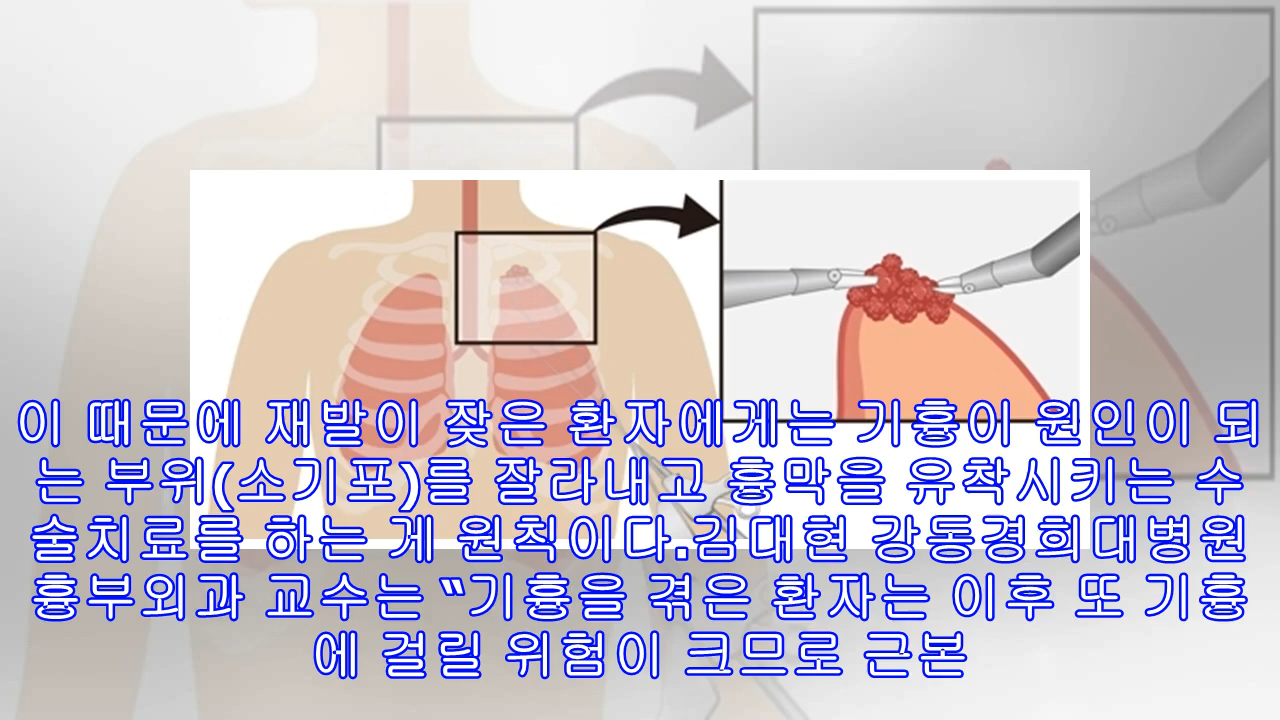 이 때문에 재발이 잦은 환자에게는 기흉이 원인이 되
는 부위(소기포)를 잘라내고 흉막을 유착시키는 수
술치료를 하는 게 원칙이다.김대현 강동경희대병원
흉부외과 교수는 “기흉을 겪은 환자는 이후 또 기흉
에 걸릴 위험이 크므로 근본